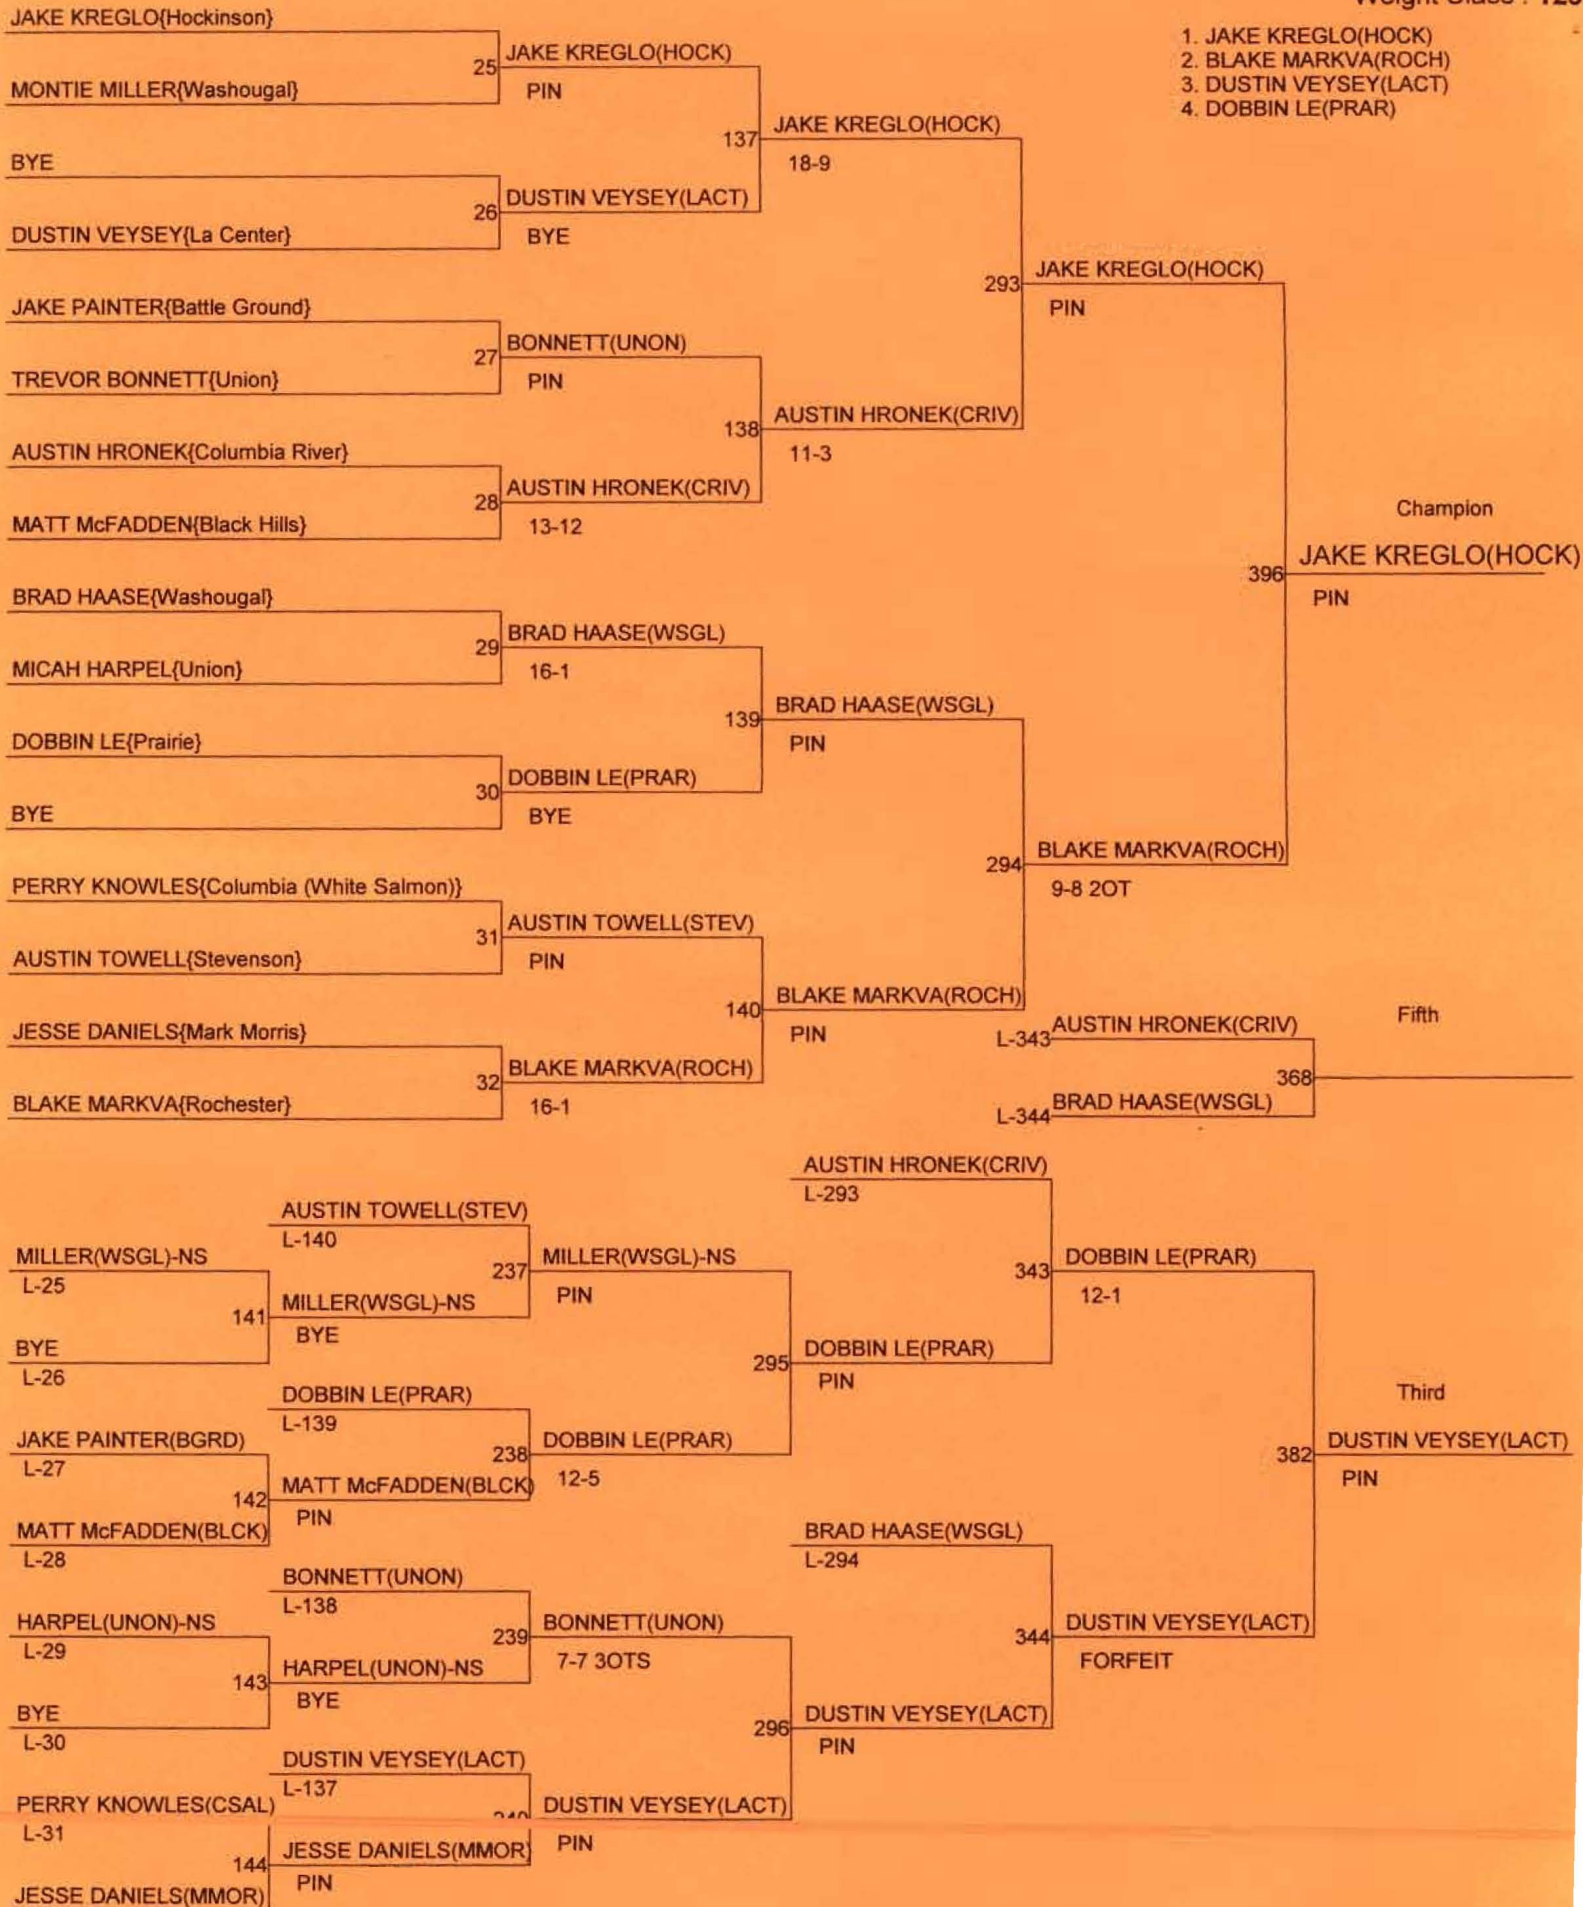 1. JAKE KREGLO(HOCK)
2. BLAKE MARKVA(ROCH)
3. DUSTIN VEYSEY(LACT)
4. DOBBIN LE(PRAR)
JAKE KREGLO{Hockinson}
25
JAKE KREGLO(HOCK)
PIN
MONTIE MILLER{Washougal}
137
JAKE KREGLO(HOCK)
18-9
BYE
26
DUSTIN VEYSEY(LACT)
BYE
DUSTIN VEYSEY{La Center}
293
JAKE KREGLO(HOCK)
PIN
JAKE PAINTER{Battle Ground}
27
BONNETT(UNON)
PIN
TREVOR BONNETT{Union}
138
AUSTIN HRONEK(CRIV)
11-3
AUSTIN HRONEK{Columbia River}
28
AUSTIN HRONEK(CRIV)
13-12
MATT McFADDEN{Black Hills}
Champion
396
JAKE KREGLO(HOCK)
PIN
BRAD HAASE{Washougal}
29
BRAD HAASE(WSGL)
16-1
MICAH HARPEL{Union}
139
BRAD HAASE(WSGL)
PIN
DOBBIN LE{Prairie}
30
DOBBIN LE(PRAR)
BYE
BYE
294
BLAKE MARKVA(ROCH)
9-8 2OT
PERRY KNOWLES{Columbia (White Salmon)}
31
AUSTIN TOWELL(STEV)
PIN
AUSTIN TOWELL{Stevenson}
140
BLAKE MARKVA(ROCH)
PIN
JESSE DANIELS{Mark Morris}
32
BLAKE MARKVA(ROCH)
16-1
BLAKE MARKVA{Rochester}
Fifth
L-343
AUSTIN HRONEK(CRIV)
368
L-344
BRAD HAASE(WSGL)
AUSTIN HRONEK(CRIV)
L-293
AUSTIN TOWELL(STEV)
L-140
MILLER(WSGL)-NS
L-25
237
MILLER(WSGL)-NS
PIN
343
DOBBIN LE(PRAR)
12-1
141
MILLER(WSGL)-NS
BYE
BYE
L-26
295
DOBBIN LE(PRAR)
PIN
DOBBIN LE(PRAR)
L-139
Third
JAKE PAINTER(BGRD)
L-27
238
DOBBIN LE(PRAR)
12-5
382
DUSTIN VEYSEY(LACT)
PIN
142
MATT McFADDEN(BLCK)
PIN
MATT McFADDEN(BLCK)
L-28
BRAD HAASE(WSGL)
L-294
BONNETT(UNON)
L-138
HARPEL(UNON)-NS
L-29
239
BONNETT(UNON)
7-7 3OTS
344
DUSTIN VEYSEY(LACT)
FORFEIT
143
HARPEL(UNON)-NS
BYE
BYE
L-30
296
DUSTIN VEYSEY(LACT)
PIN
DUSTIN VEYSEY(LACT)
L-137
PERRY KNOWLES(CSAL)
L-31
DUSTIN VEYSEY(LACT)
PIN
144
JESSE DANIELS(MMOR)
PIN
JESSE DANIELS(MMOR)